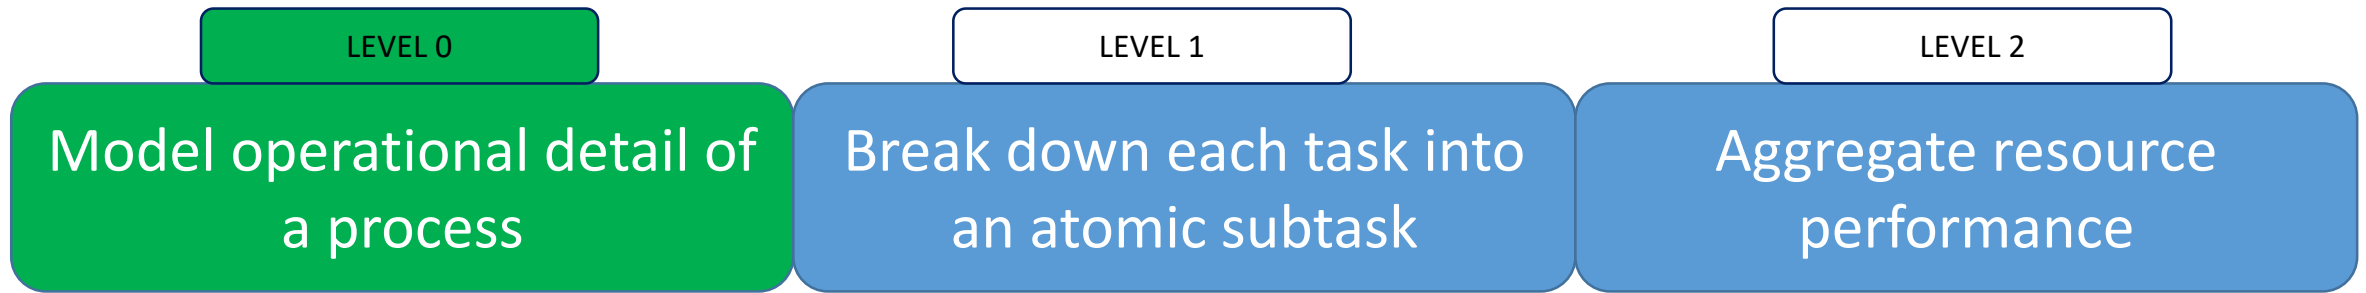 LEVEL 0
Model operational detail of
a process
LEVEL 1
Break down each task into
an atomic subtask
LEVEL 2
Aggregate resource
performance